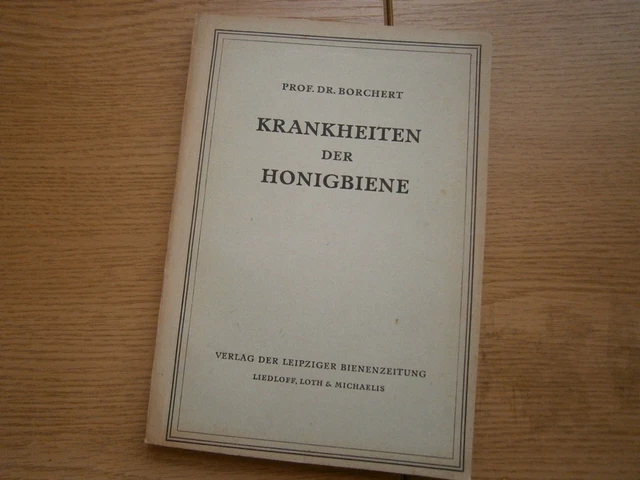 PROF. DR. BORCHERT
KRANKHEITEN
DER
HONIGBIENE
VERLAG DER LEIPZIGER BIENENZEITUNG
LIEDLOFF, LOTH & MICHAELIS